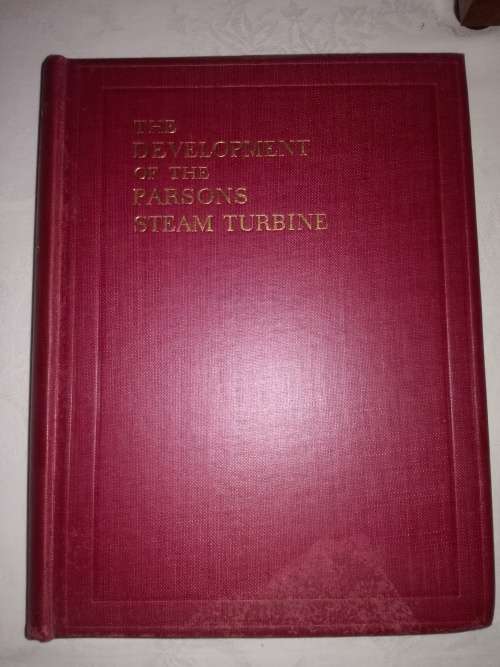 THE
DEVELOPMENT
OF THE
PARSONS
STEAM TURBINE